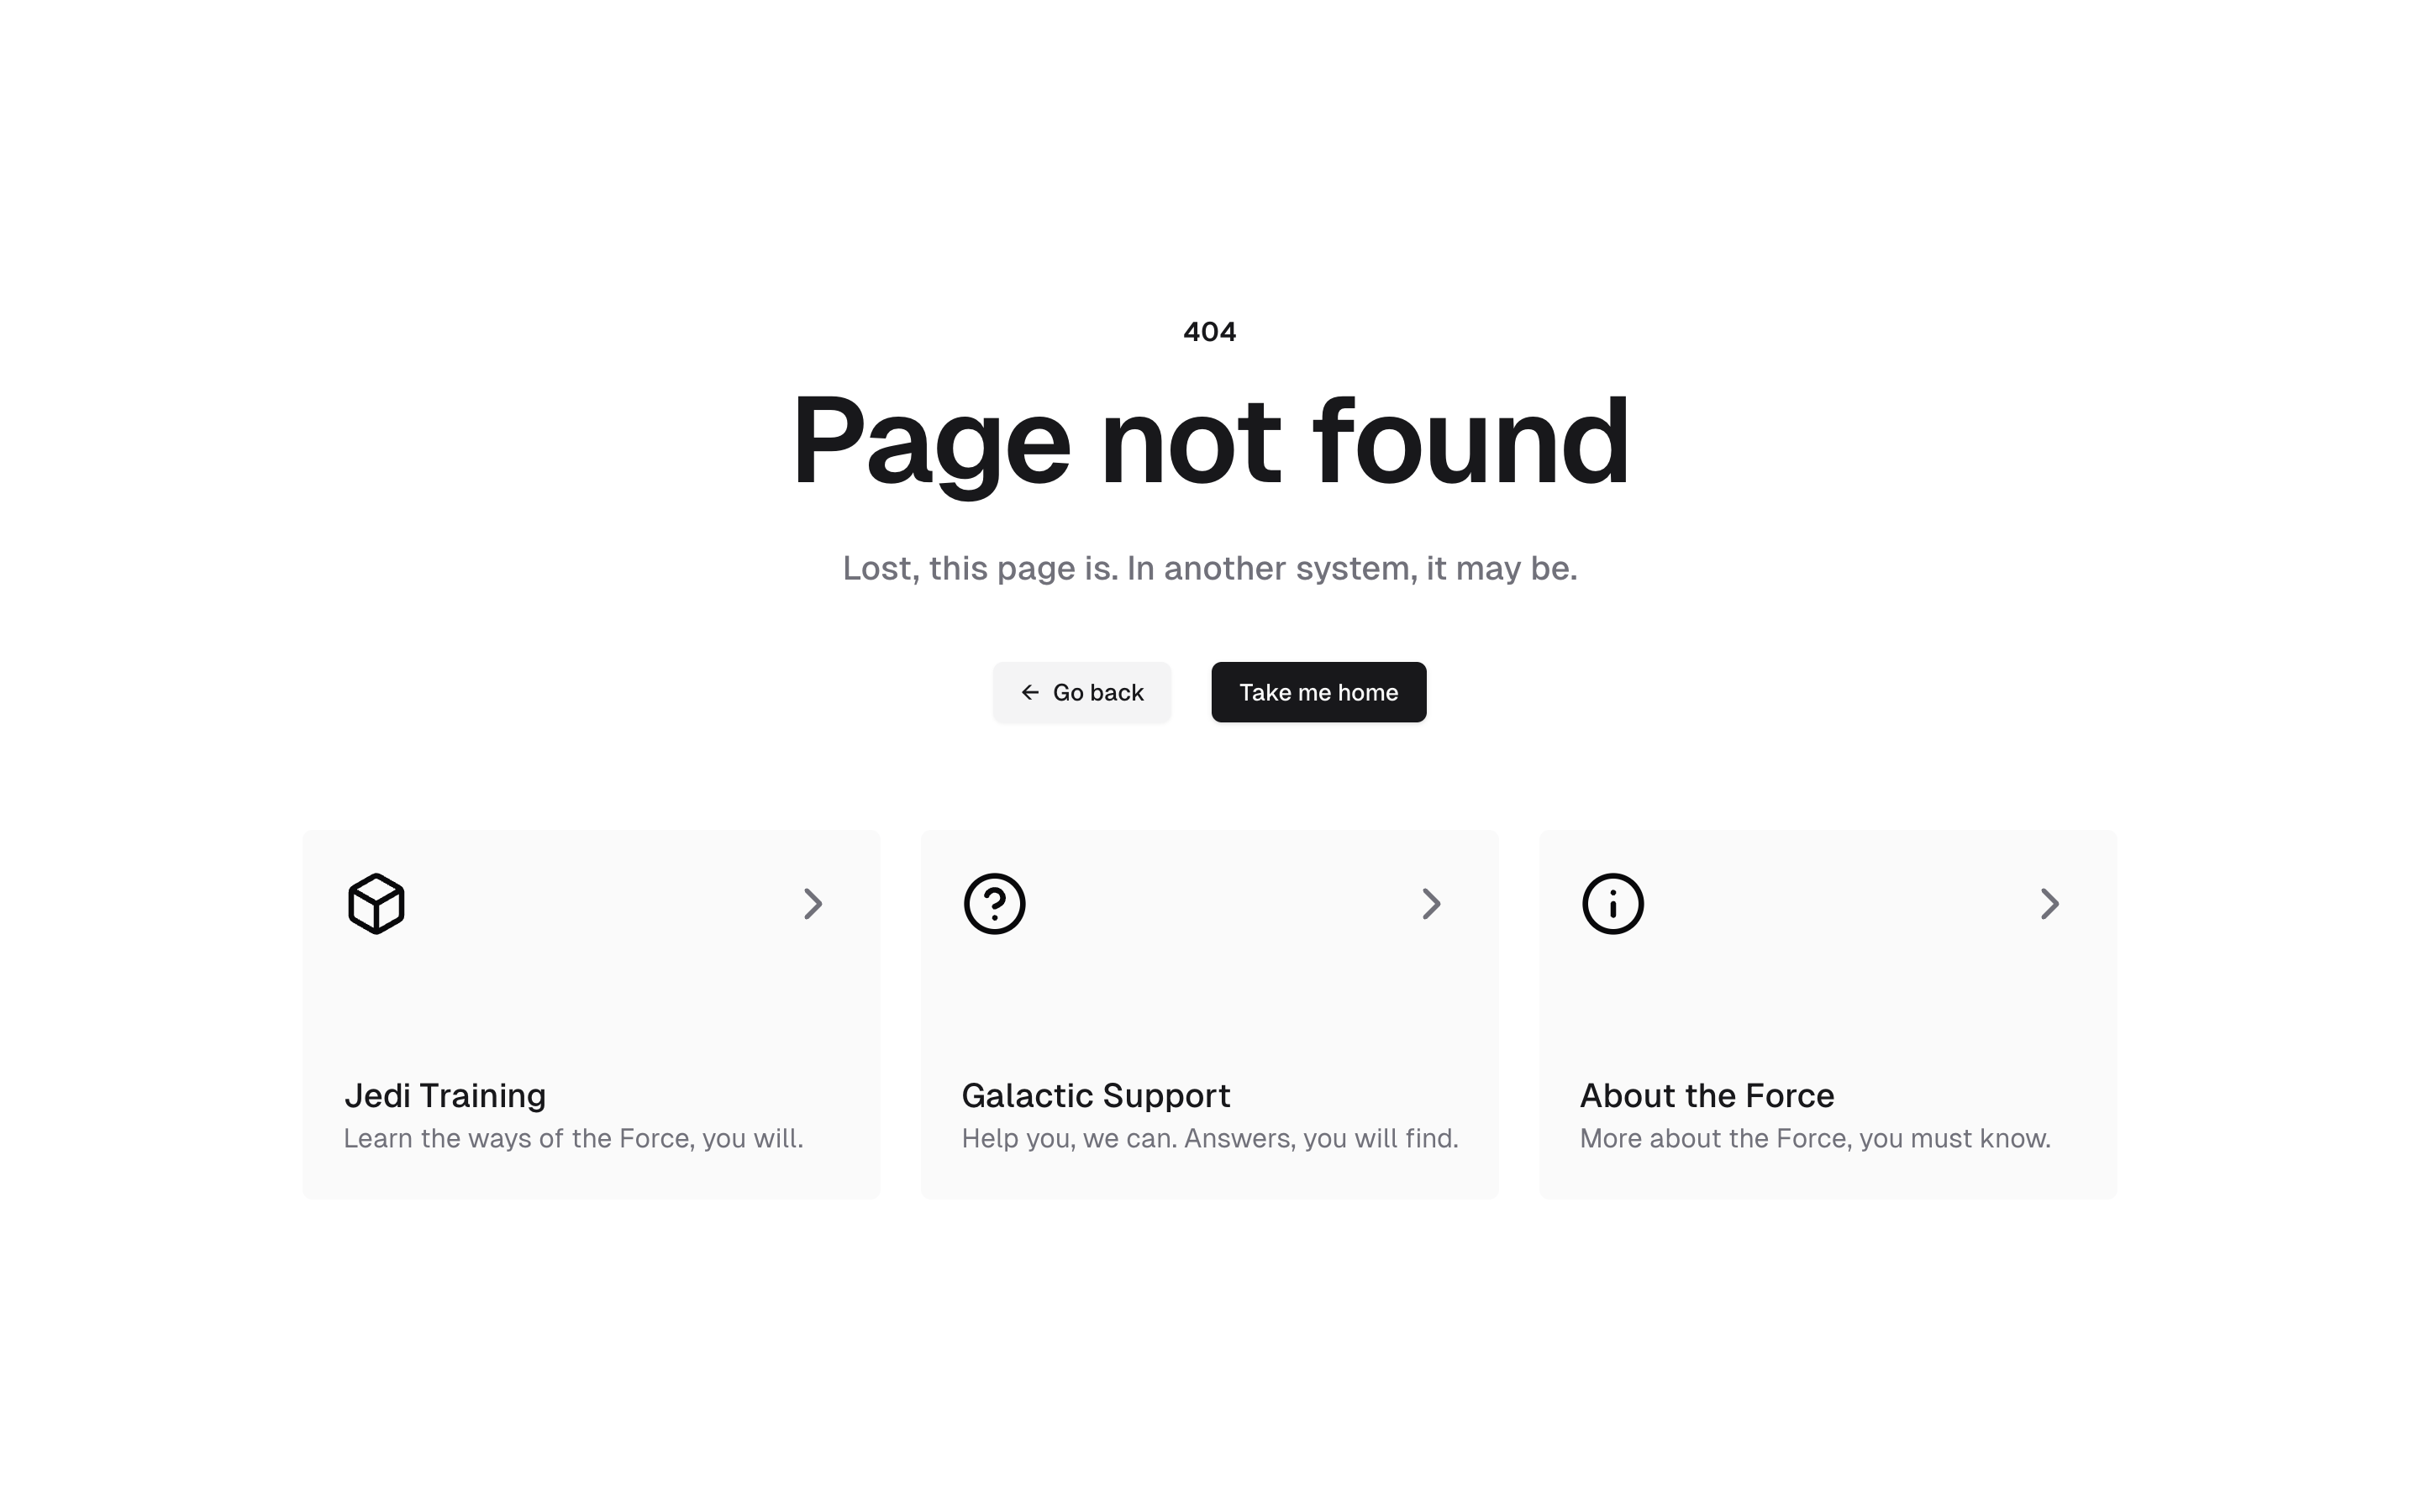 404
Page not found
Lost, this page is. In another system, it may be.
Go back
Take me home
Jedi Training
Learn the ways of the Force, you will.
Galactic Support
Help you, we can. Answers, you will find.
About the Force
More about the Force, you must know.